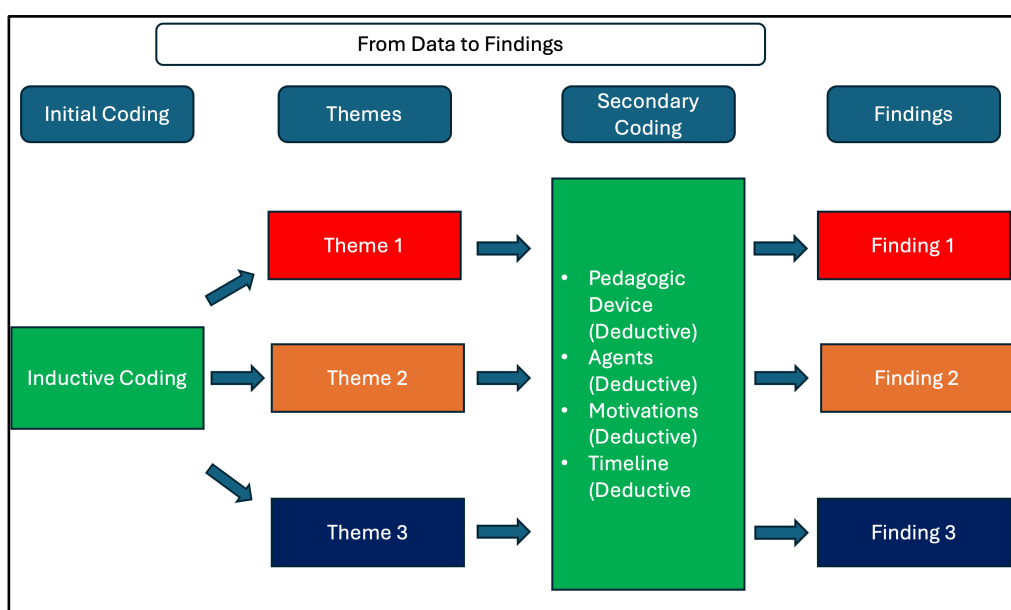 From Data to Findings
Initial Coding
Themes
Secondary
Coding
Findings
Inductive Coding
Theme 1
Theme 2
Theme 3
• Pedagogic
Device
(Deductive)
• Agents
(Deductive)
• Motivations
(Deductive)
• Timeline
(Deductive
Finding 1
Finding 2
Finding 3